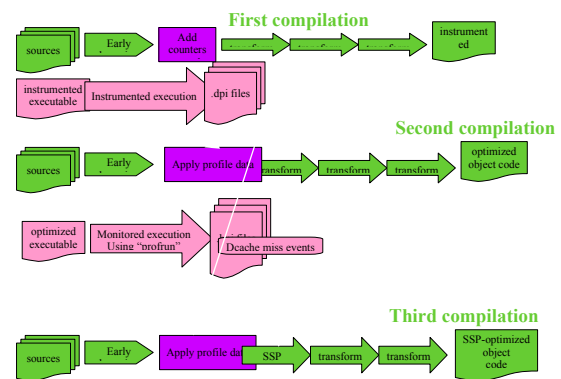 First compilation
sources
Early
Add
counters
instrument
ed
instrumented
executable
Instrumented execution
.dpi files
Second compilation
sources
Early
Apply profile data
transform
transform
transform
optimized
object code
optimized
executable
Monitored execution
Using "profrun"
Dcache miss events
Third compilation
sources
Early
Apply profile data
SSP
transform
transform
SSP-optimized
object
code